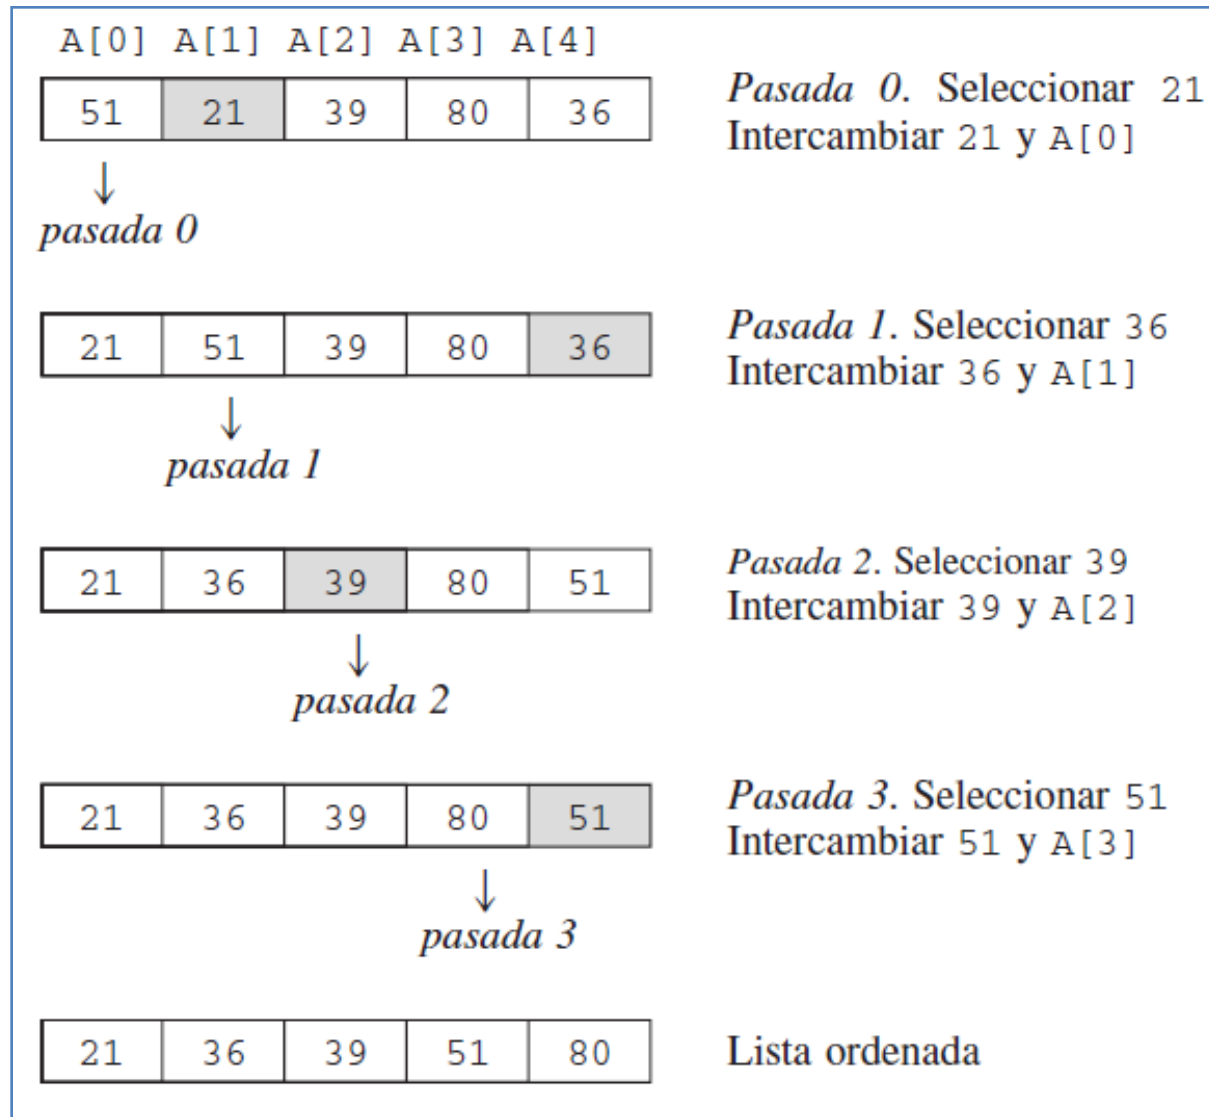 A[0] A[1] A[2] A[3] A[4]
51 21 39 80 36
Pasada 0. Seleccionar 21
Intercambiar 21 y A[0]
pasada 0
21 51 39 80 36
Pasada 1. Seleccionar 36
Intercambiar 36 y A[1]
pasada 1
21 36 39 80 51
Pasada 2. Seleccionar 39
Intercambiar 39 y A[2]
pasada 2
21 36 39 80 51
Pasada 3. Seleccionar 51
Intercambiar 51 y A[3]
pasada 3
21 36 39 51 80
Lista ordenada